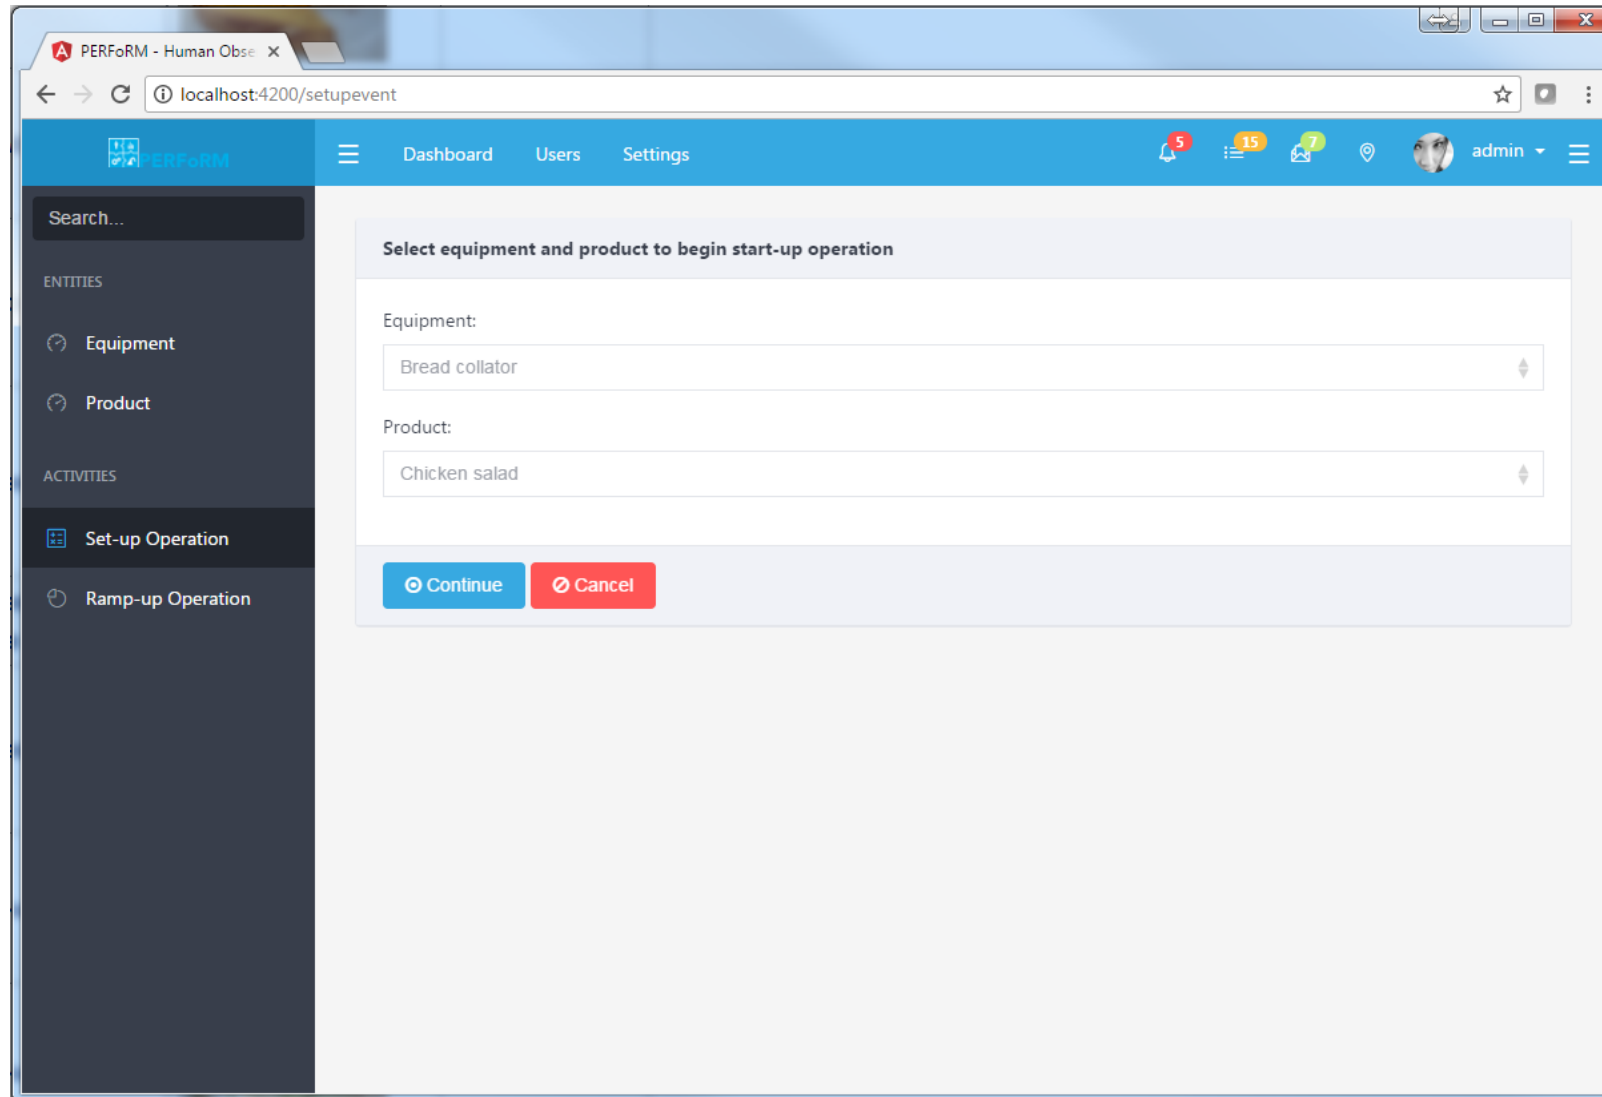 PERFoRM - Human Obse
localhost:4200/setupevent
PERFoRM
Dashboard Users Settings 5 15 7 admin
Search...
ENTITIES
Equipment
Product
ACTIVITIES
Set-up Operation
Ramp-up Operation
Select equipment and product to begin start-up operation
Equipment:
Bread collator
Product:
Chicken salad
Continue Cancel